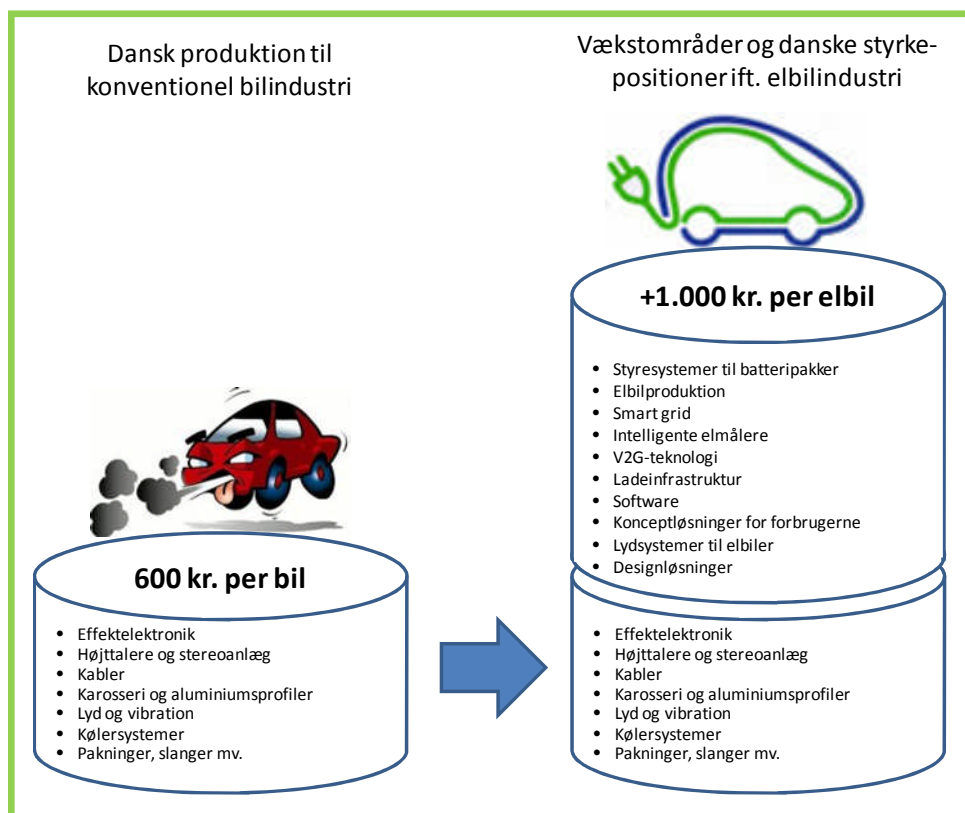 Dansk produktion til
konventionel bilindustri
600 kr. per bil
• Effektelektronik
• Højttalere og stereoanlæg
• Kabler
• Karosseri og aluminiumsprofiler
• Lyd og vibration
• Kølersystemer
• Pakninger, slanger mv.
Vækstområder og danske styrke-
positioner ift. elbilindustri
+1.000 kr. per elbil
• Styresystemer til batteripakker
• Elbilproduktion
• Smart grid
• Intelligente elmålere
• V2G-teknologi
• Ladeinfrastruktur
• Software
• Konceptløsninger for forbrugerne
• Lydsystemer til elbiler
• Designløsninger
• Effektelektronik
• Højttalere og stereoanlæg
• Kabler
• Karosseri og aluminiumsprofiler
• Lyd og vibration
• Kølersystemer
• Pakninger, slanger mv.